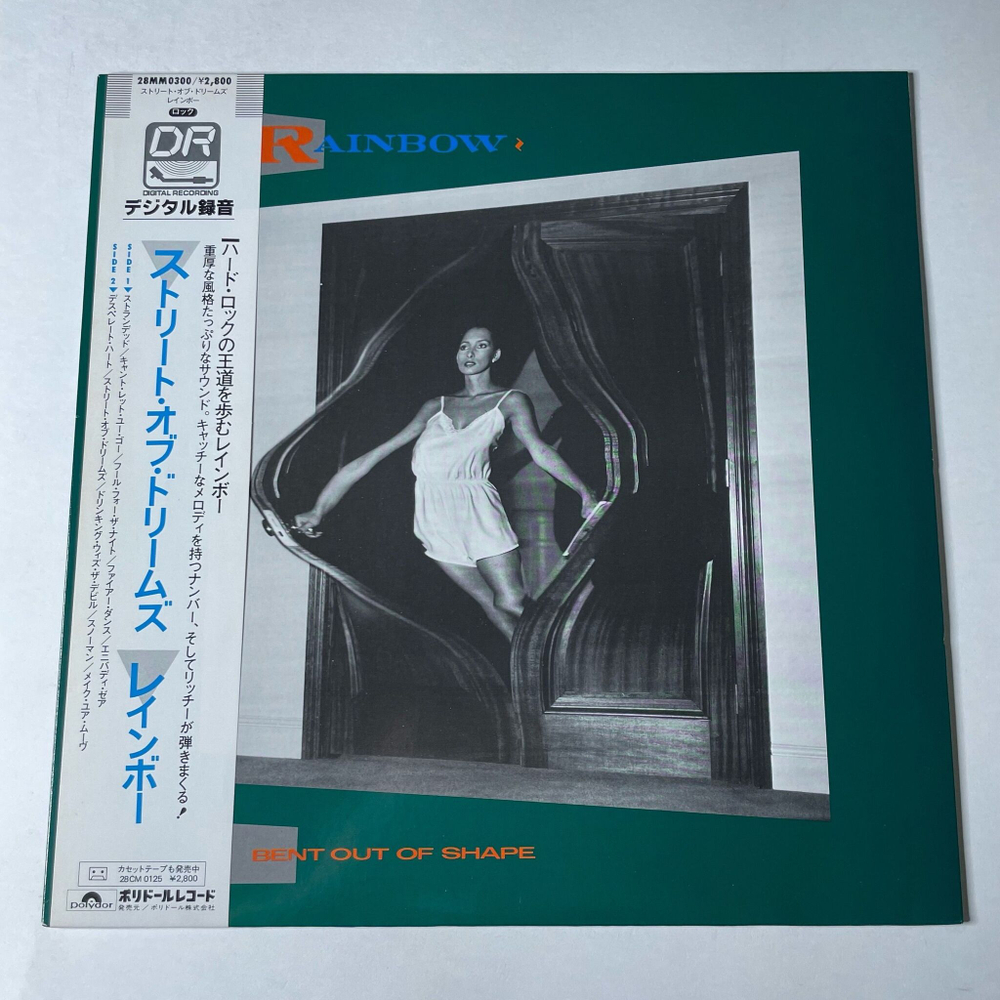 28MM0300/¥2,800
ストリート・オブ・ドリームズ
レインボー
ロック
DR
DIGITAL RECORDING
デジタル録音
ハード・ロックの王道を歩むレインボー
重厚な風格たっぷりなサウンド。キャッチーなメロディを持つナンバー、そしてリッチーが弾きまくる!
ストリート・オブ・ドリームズ レインボー
SIDE 1▼ストランデッド/キャント・レット・ユー・ゴー/フール・フォー・ザ・ナイト/ファイアー・ダンス/エニバディ・ゼア
SIDE 2▼デスペレート・ハート/ストリート・オブ・ドリームズ/ドリンキング・ウィズ・ザ・デビル/スノーマン/メイク・ユア・ムーヴ
カセットテープも発売中
28CM 0125 ¥2,800
polydor ポリドールレコード
発売元/ポリドール株式会社
RAINBOW
BENT OUT OF SHAPE